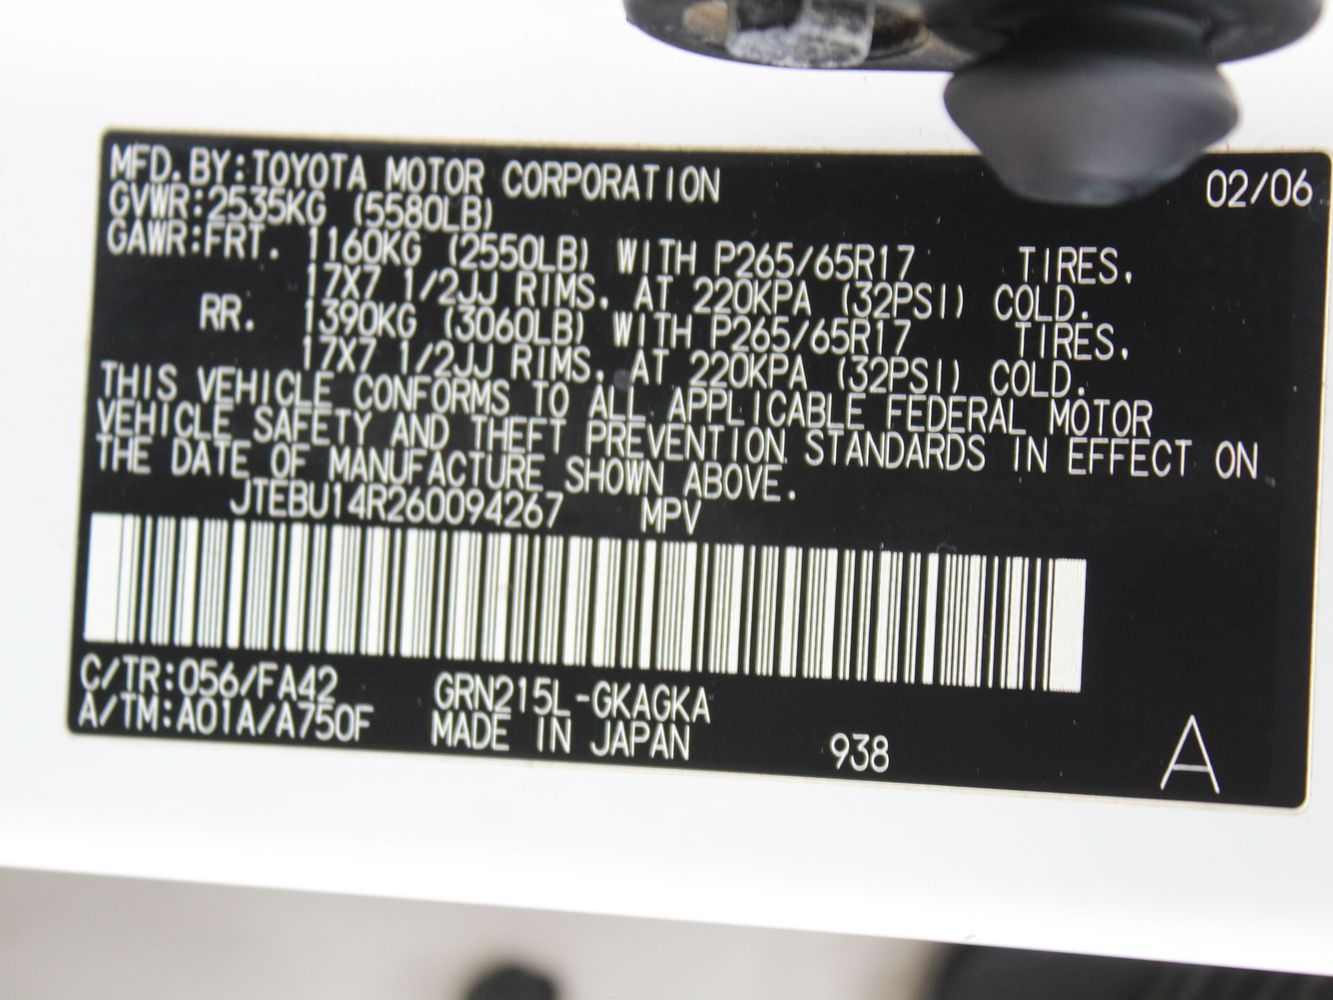 MFD. BY: TOYOTA MOTOR CORPORATION 02/06
GVWR: 2535KG (5580LB)
GAWR: FRT. 1160KG (2550LB) WITH P265/65R17 TIRES,
17X7 1/2JJ RIMS, AT 220KPA (32PSI) COLD.
RR. 1390KG (3060LB) WITH P265/65R17 TIRES,
17X7 1/2JJ RIMS, AT 220KPA (32PSI) COLD.
THIS VEHICLE CONFORMS TO ALL APPLICABLE FEDERAL MOTOR
VEHICLE SAFETY AND THEFT PREVENTION STANDARDS IN EFFECT ON
THE DATE OF MANUFACTURE SHOWN ABOVE.
JTEBU14R260094267 MPV
C/TR: 056/FA42 GRN215L-GKAGKA
A/TM: A01A/A750F MADE IN JAPAN 938 A